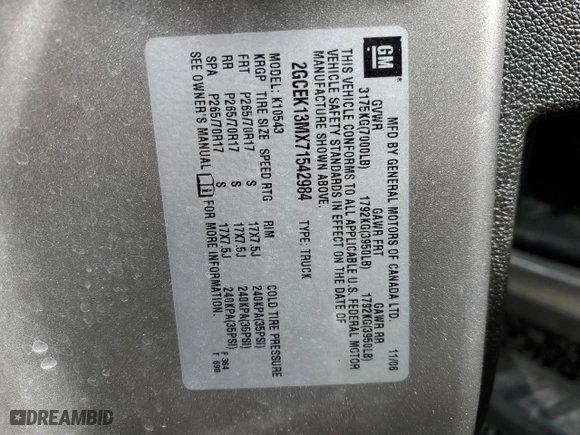 GM
MFD BY GENERAL MOTORS OF CANADA LTD. 11/06
GVWR GAWR FRT GAWR RR
3175KG(7000LB) 1792KG(3950LB) 1792KG(3950LB)
THIS VEHICLE CONFORMS TO ALL APPLICABLE U.S. FEDERAL MOTOR
VEHICLE SAFETY STANDARDS IN EFFECT ON THE DATE OF
MANUFACTURE SHOWN ABOVE.
2GCEK13MX71542984 TYPE: TRUCK
MODEL: K10543
KRGP TIRE SIZE SPEED RTG RIM COLD TIRE PRESSURE
FRT P265/70R17 S 17X7.5J 240KPA(35PSI)
RR P265/70R17 S 17X7.5J 240KPA(35PSI)
SPA P265/70R17 S 17X7.5J 240KPA(35PSI)
SEE OWNER'S MANUAL FOR MORE INFORMATION.
F 364
T 690
DREAMBID